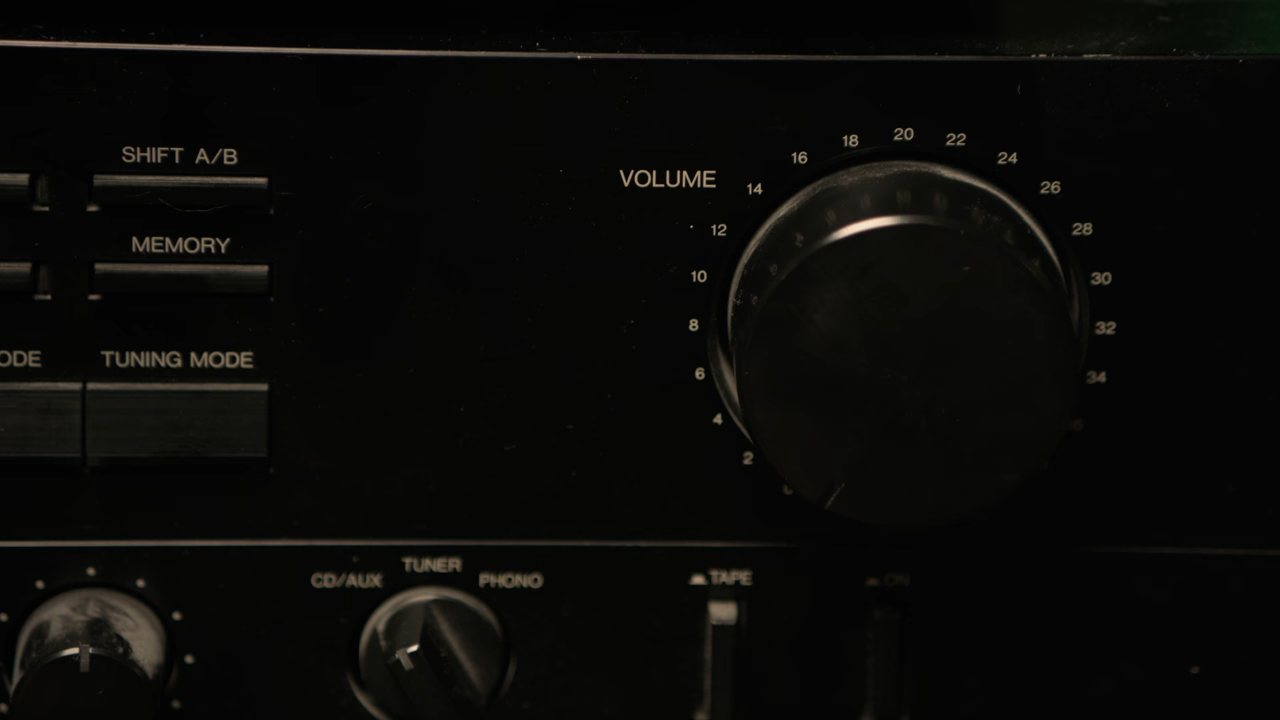 SHIFT A/B
MEMORY
ODE
TUNING MODE
VOLUME
2
4
6
8
10
12
14
16
18
20
22
24
26
28
30
32
34
CD/AUX
TUNER
PHONO
TAPE
ON